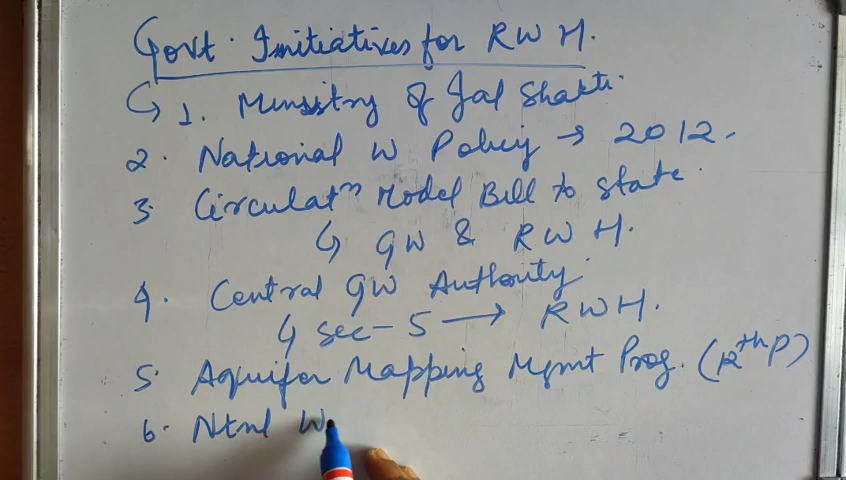 Govt. Initiatives for RWH.
↳ 1. Ministry of Jal Shakti.
2. National W Policy → 2012.
3. Circulatn Model Bill to state.
↳ GW & RWH.
4. Central GW Authority.
↳ Sec-5 → RWH.
5. Aquifer Mapping Mgmt Prog. (12th P)
6. Ntnl W